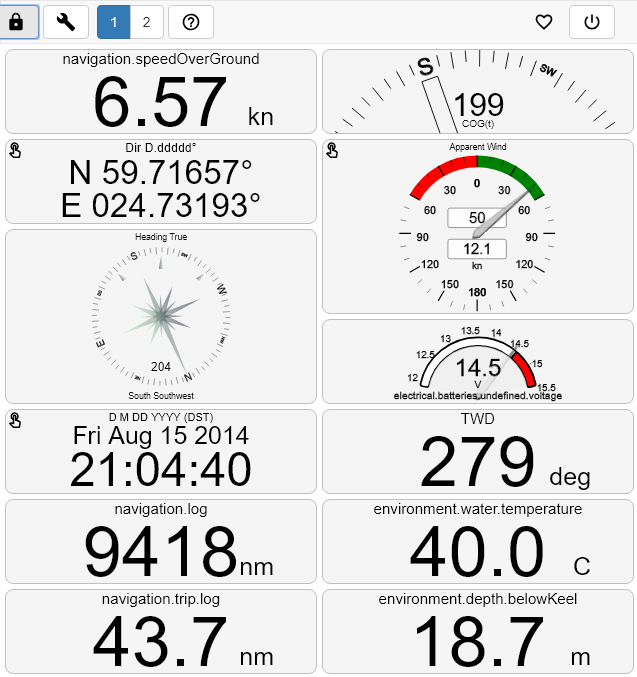 1 2
navigation.speedOverGround
6.57 kn
S SW
199
COG(t)
Dir D.ddddd°
N 59.71657°
E 024.73193°
Apparent Wind
0
30 30
60 60
50
90 90
12.1
kn
120 120
150 150
180
Heading True
S
W
E
N
204
South Southwest
12 12.5 13 13.5 14 14.5 15 15.5
14.5
V
electrical.batteries.undefined.voltage
D M DD YYYY (DST)
Fri Aug 15 2014
21:04:40
TWD
279 deg
navigation.log
9418 nm
environment.water.temperature
40.0 C
navigation.trip.log
43.7 nm
environment.depth.belowKeel
18.7 m